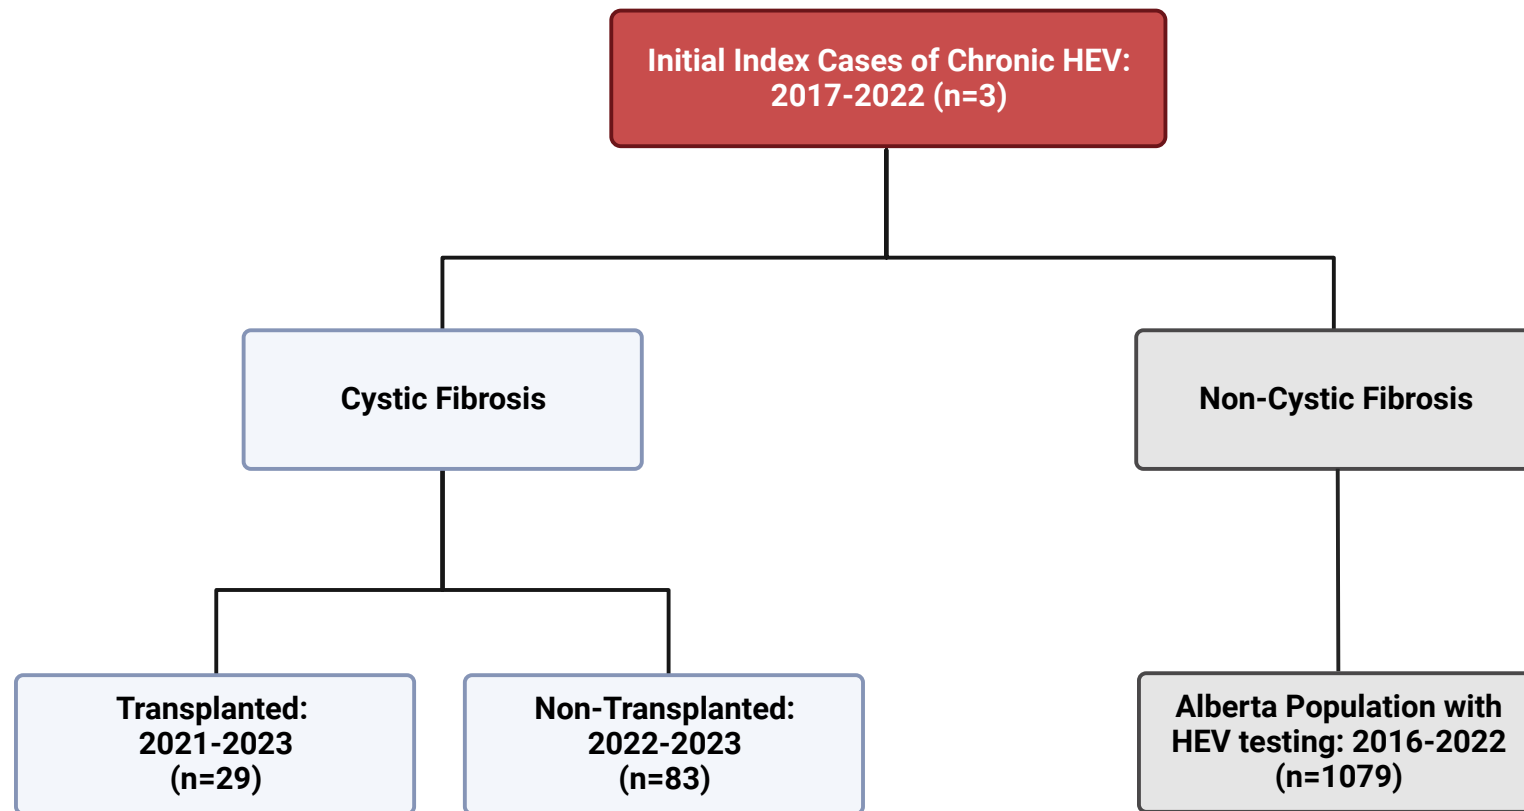 Initial Index Cases of Chronic HEV:
2017-2022 (n=3)
Cystic Fibrosis
Non-Cystic Fibrosis
Transplanted:
2021-2023
(n=29)
Non-Transplanted:
2022-2023
(n=83)
Alberta Population with
HEV testing: 2016-2022
(n=1079)